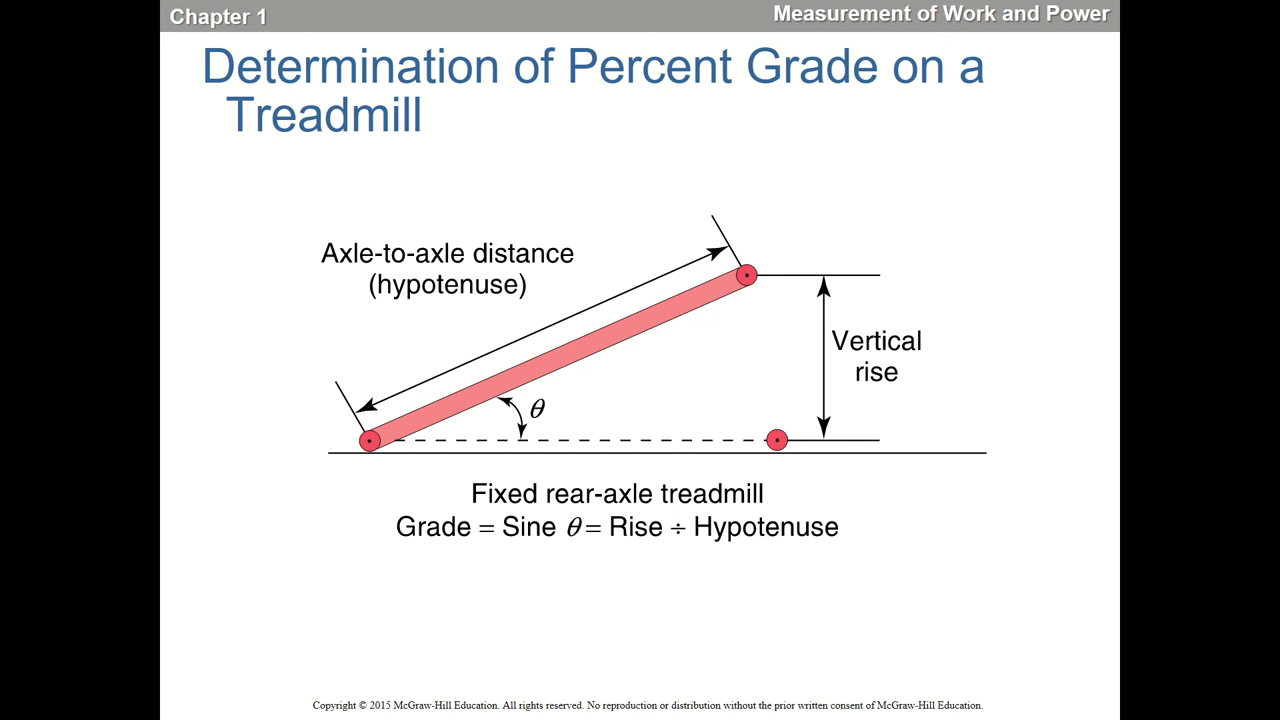 Chapter 1
Measurement of Work and Power
Determination of Percent Grade on a
Treadmill
Axle-to-axle distance
(hypotenuse)
Vertical
rise
θ
Fixed rear-axle treadmill
Grade = Sine θ = Rise ÷ Hypotenuse
Copyright © 2015 McGraw-Hill Education. All rights reserved. No reproduction or distribution without the prior written consent of McGraw-Hill Education.